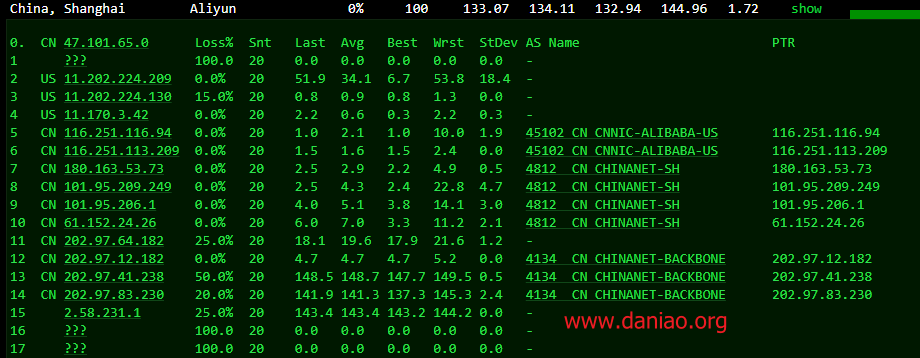 China, Shanghai Aliyun 0% 100 133.07 134.11 132.94 144.96 1.72 show
0. CN 47.101.65.0 Loss% Snt Last Avg Best Wrst StDev AS Name PTR
1 ??? 100.0 20 0.0 0.0 0.0 0.0 0.0 -
2 US 11.202.224.209 0.0% 20 51.9 34.1 6.7 53.8 18.4 -
3 US 11.202.224.130 15.0% 20 0.8 0.9 0.8 1.3 0.0 -
4 US 11.170.3.42 0.0% 20 2.2 0.6 0.3 2.2 0.3 -
5 CN 116.251.116.94 0.0% 20 1.0 2.1 1.0 10.0 1.9 45102 CN CNNIC-ALIBABA-US 116.251.116.94
6 CN 116.251.113.209 0.0% 20 1.5 1.6 1.5 2.4 0.0 45102 CN CNNIC-ALIBABA-US 116.251.113.209
7 CN 180.163.53.73 0.0% 20 2.5 2.9 2.2 4.9 0.5 4812 CN CHINANET-SH 180.163.53.73
8 CN 101.95.209.249 0.0% 20 2.5 4.3 2.4 22.8 4.7 4812 CN CHINANET-SH 101.95.209.249
9 CN 101.95.206.1 0.0% 20 4.0 5.1 3.8 14.1 3.0 4812 CN CHINANET-SH 101.95.206.1
10 CN 61.152.24.26 0.0% 20 6.0 7.0 3.3 11.2 2.1 4812 CN CHINANET-SH 61.152.24.26
11 CN 202.97.64.182 25.0% 20 18.1 19.6 17.9 21.6 1.2 -
12 CN 202.97.12.182 0.0% 20 4.7 4.7 4.7 5.2 0.0 4134 CN CHINANET-BACKBONE 202.97.12.182
13 CN 202.97.41.238 50.0% 20 148.5 148.7 147.7 149.5 0.5 4134 CN CHINANET-BACKBONE 202.97.41.238
14 CN 202.97.83.230 20.0% 20 141.9 141.3 137.3 145.3 2.4 4134 CN CHINANET-BACKBONE 202.97.83.230
15 2.58.231.1 25.0% 20 143.4 143.4 143.2 144.2 0.0 -
www.daniao.org
16 ??? 100.0 20 0.0 0.0 0.0 0.0 0.0 -
17 ??? 100.0 20 0.0 0.0 0.0 0.0 0.0 -